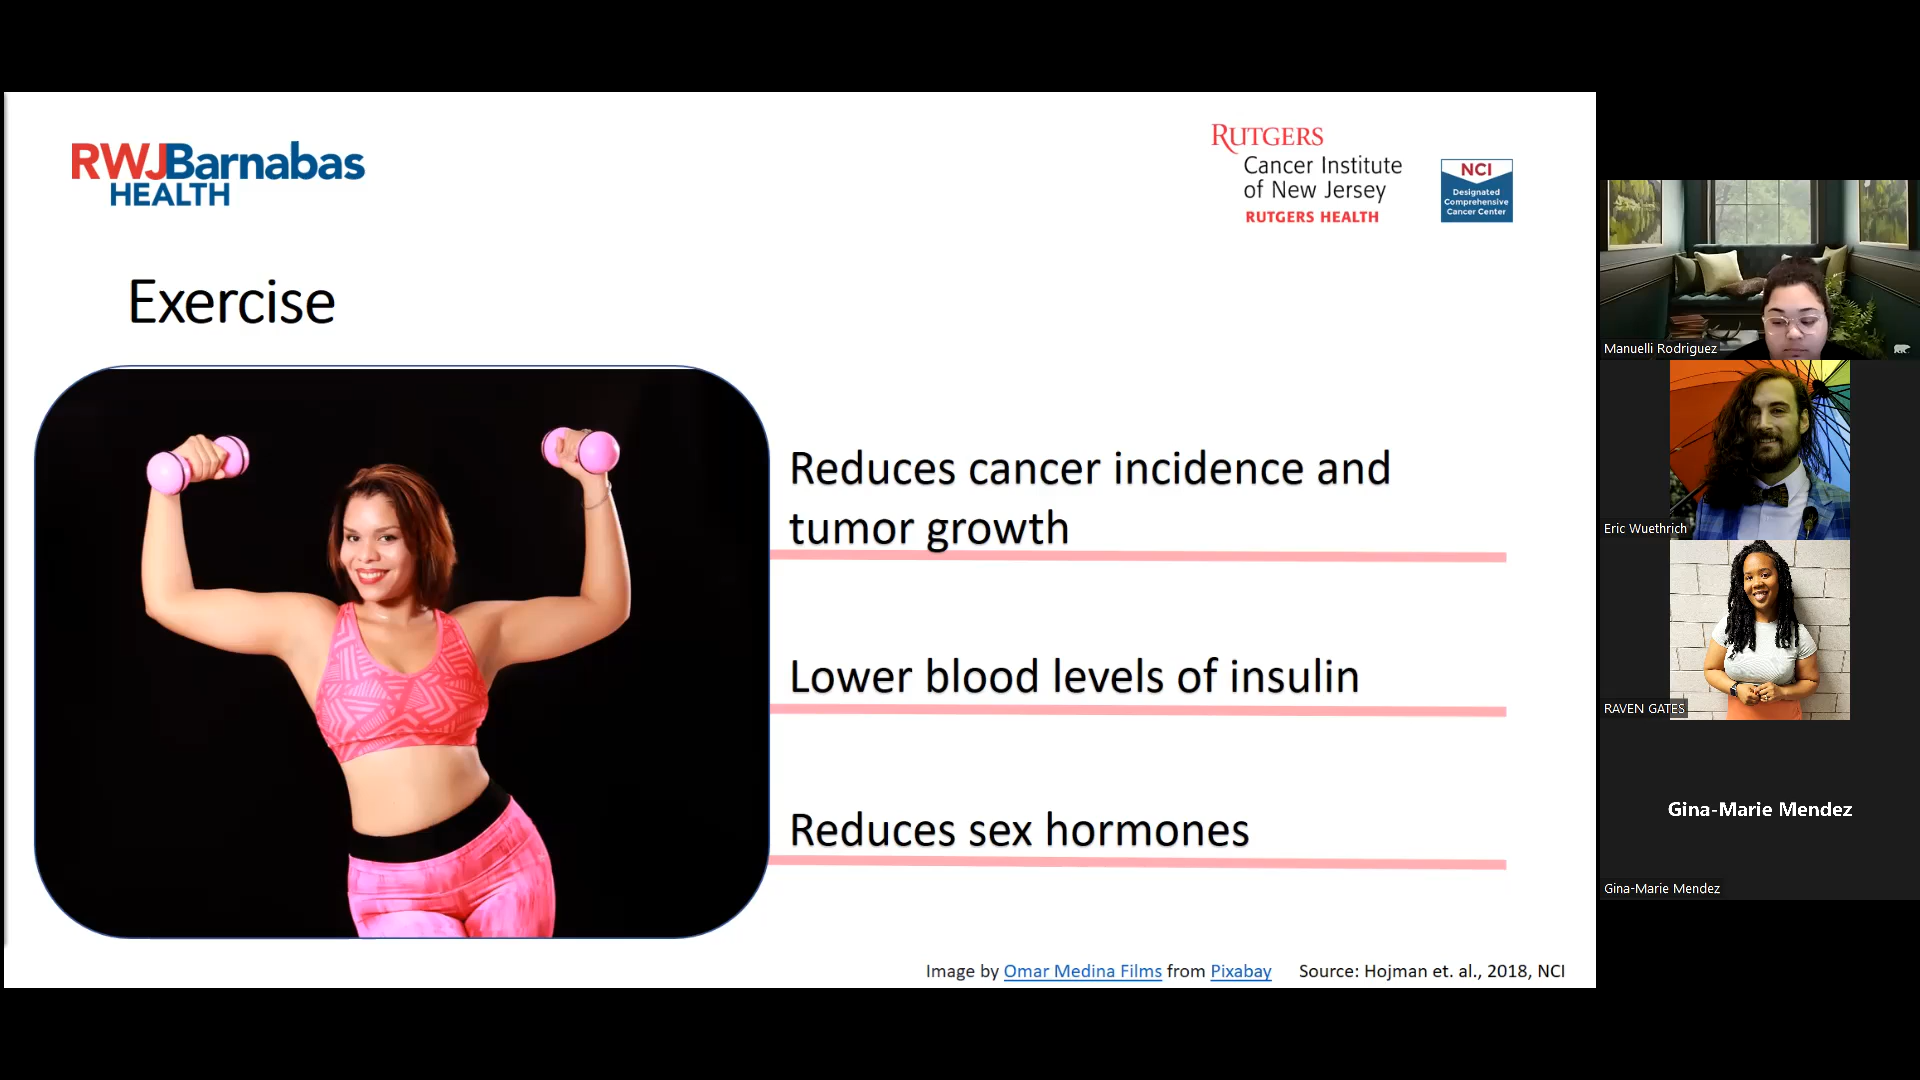 RWJBarnabas
HEALTH
RUTGERS
Cancer Institute
of New Jersey
RUTGERS HEALTH
NCI
Designated
Comprehensive
Cancer Center
Exercise
Reduces cancer incidence and
tumor growth
Lower blood levels of insulin
Reduces sex hormones
Image by Omar Medina Films from Pixabay Source: Hojman et. al., 2018, NCI
Manuelli Rodriguez
Eric Wuethrich
RAVEN GATES
Gina-Marie Mendez
Gina-Marie Mendez